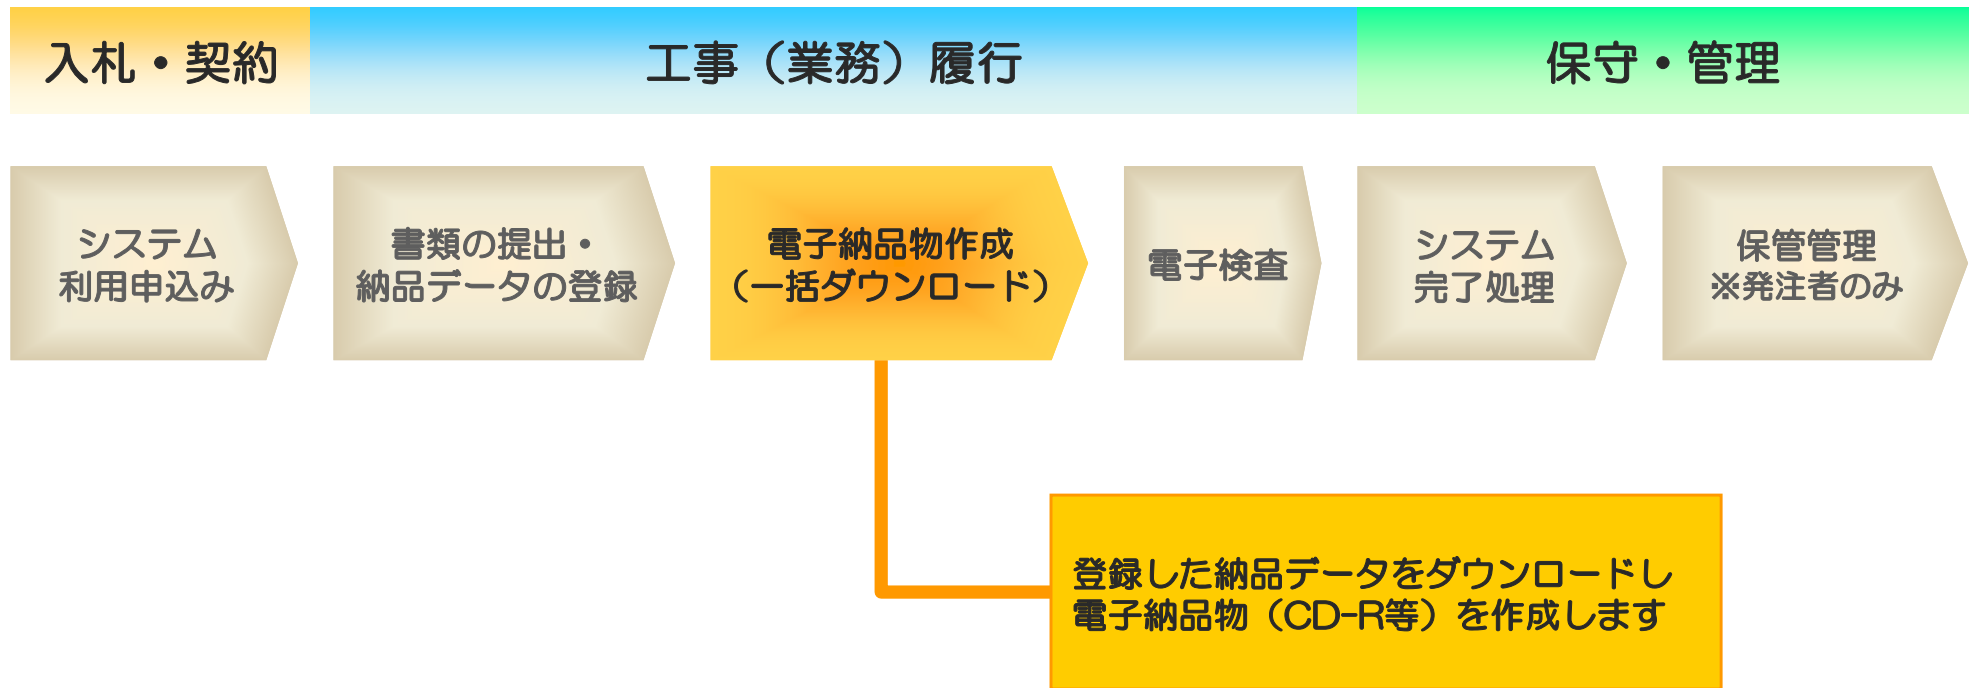 入札・契約
工事（業務）履行
保守・管理
システム
利用申込み
書類の提出・
納品データの登録
電子納品物作成
（一括ダウンロード）
電子検査
システム
完了処理
保管管理
※発注者のみ
登録した納品データをダウンロードし
電子納品物（CD-R等）を作成します